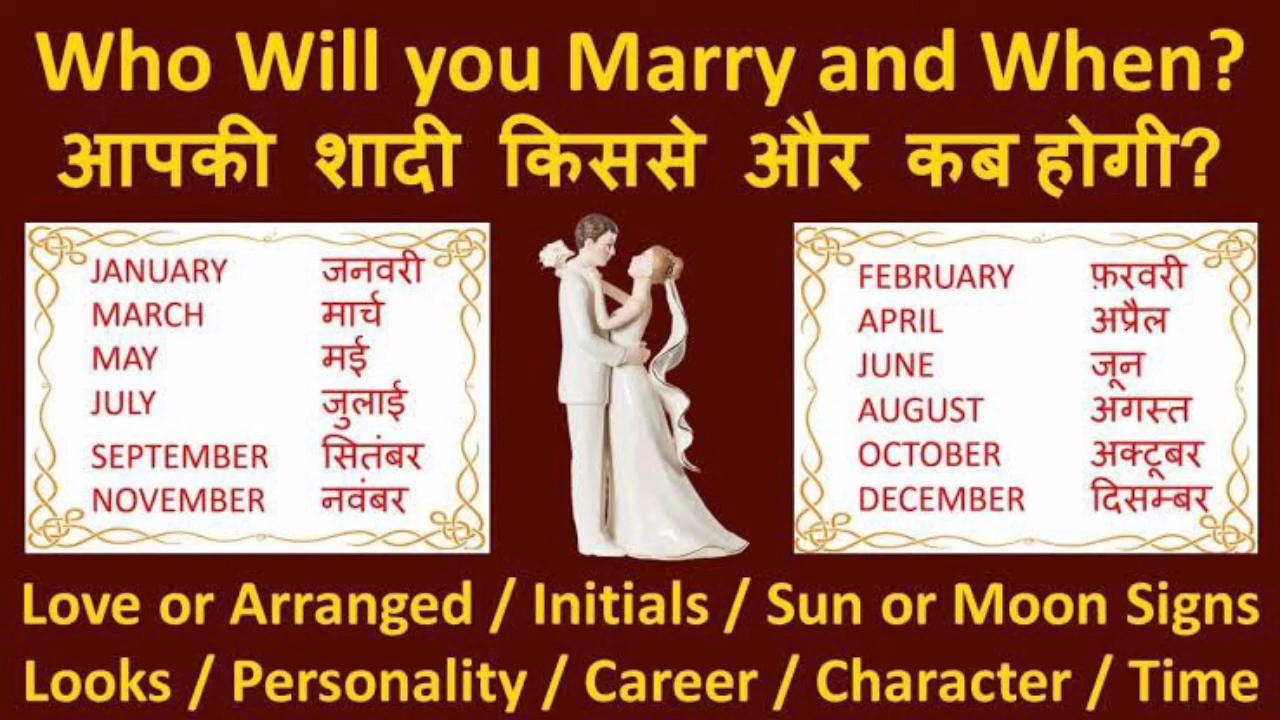 Who Will you Marry and When?
आपकी शादी किससे और कब होगी?
JANUARY जनवरी
MARCH मार्च
MAY मई
JULY जुलाई
SEPTEMBER सितंबर
NOVEMBER नवंबर
FEBRUARY फ़रवरी
APRIL अप्रैल
JUNE जून
AUGUST अगस्त
OCTOBER अक्टूबर
DECEMBER दिसम्बर
Love or Arranged / Initials / Sun or Moon Signs
Looks / Personality / Career / Character / Time